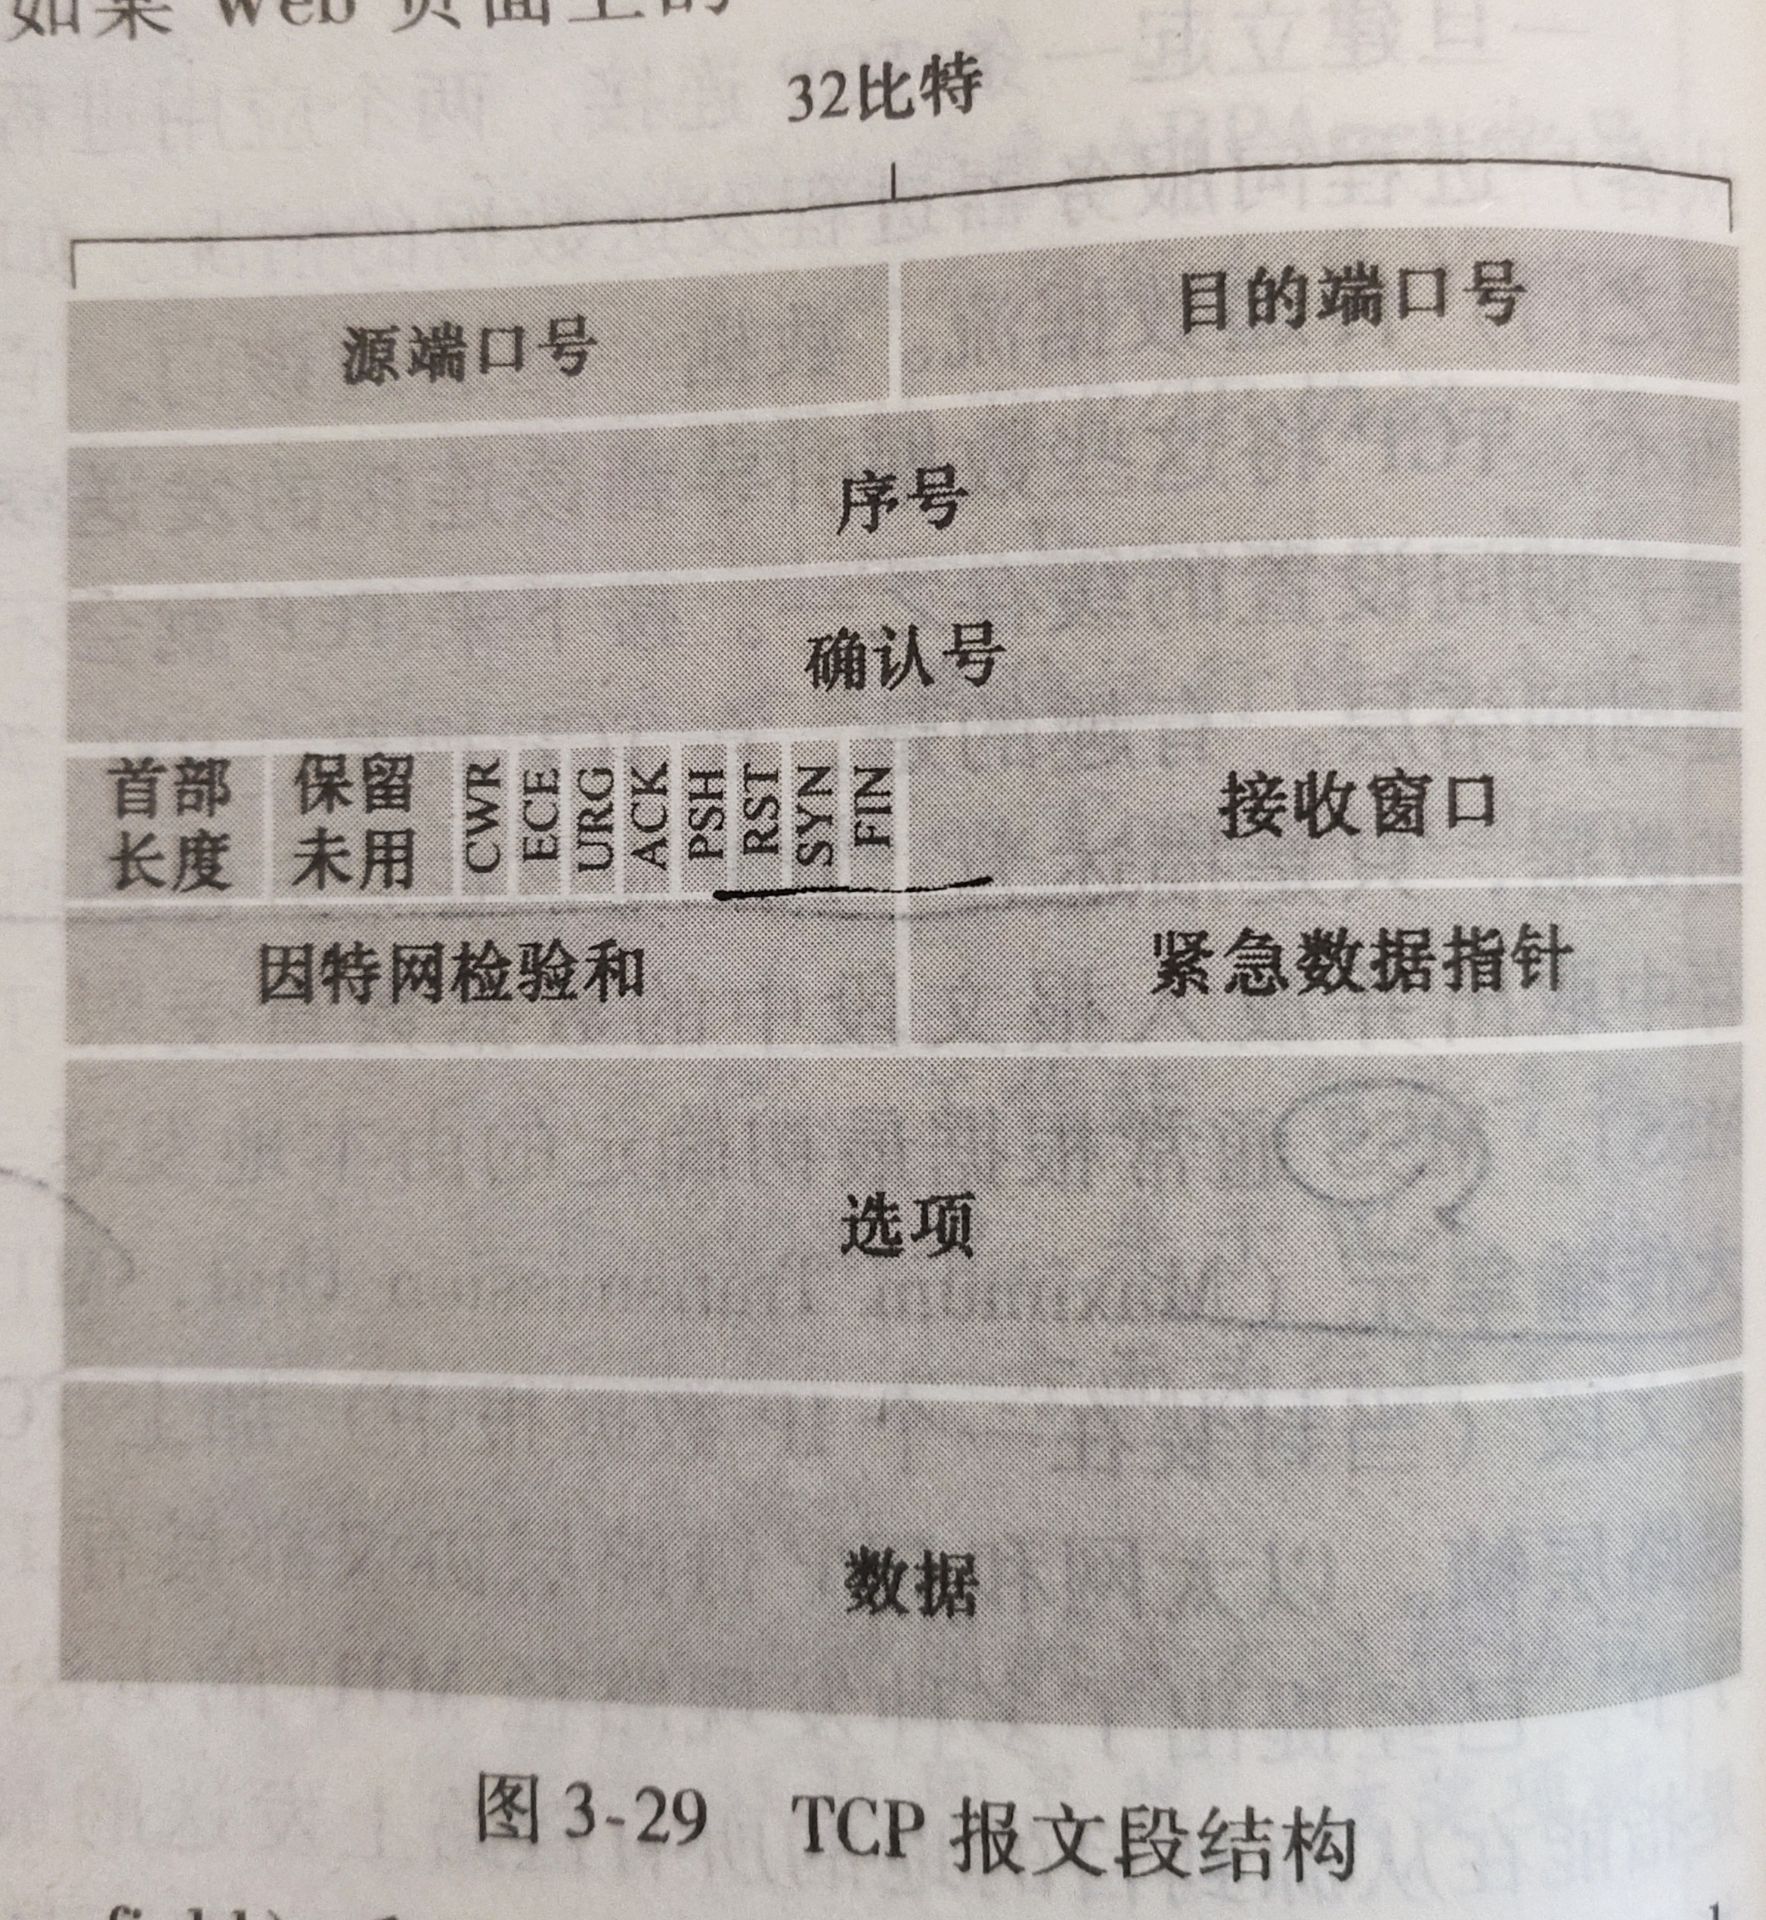 如果 Web 页面上的
32比特
源端口号 目的端口号
序号
确认号
首部 保留 CWR ECE URG ACK PSH RST SYN FIN 接收窗口
长度 未用
因特网检验和 紧急数据指针
选项
数据
图 3-29 TCP 报文段结构